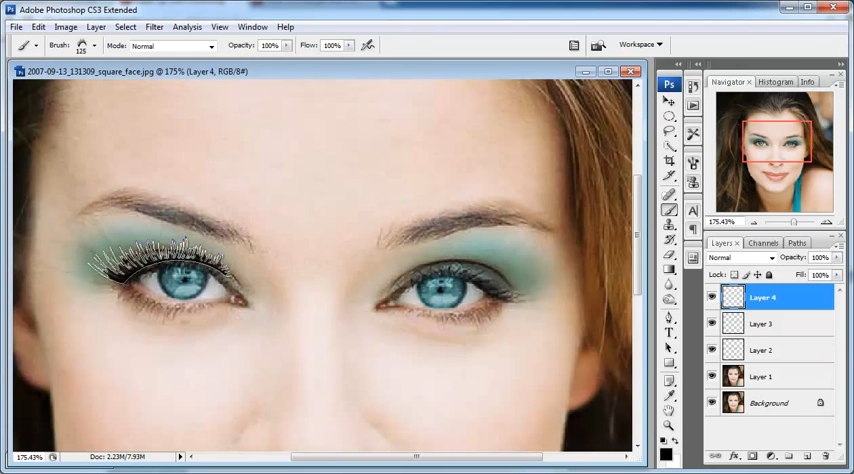 Ps Adobe Photoshop CS3 Extended
File Edit Image Layer Select Filter Analysis View Window Help
Brush: 125 Mode: Normal Opacity: 100% Flow: 100% Workspace
2007-09-13_131309_square_face.jpg @ 175% (Layer 4, RGB/8#)
Ps
Navigator Histogram Info
175.43%
Layers Channels Paths
Normal Opacity: 100%
Lock: Fill: 100%
Layer 4
Layer 3
Layer 2
Layer 1
Background
175.43% Doc: 2.23M/7.93M